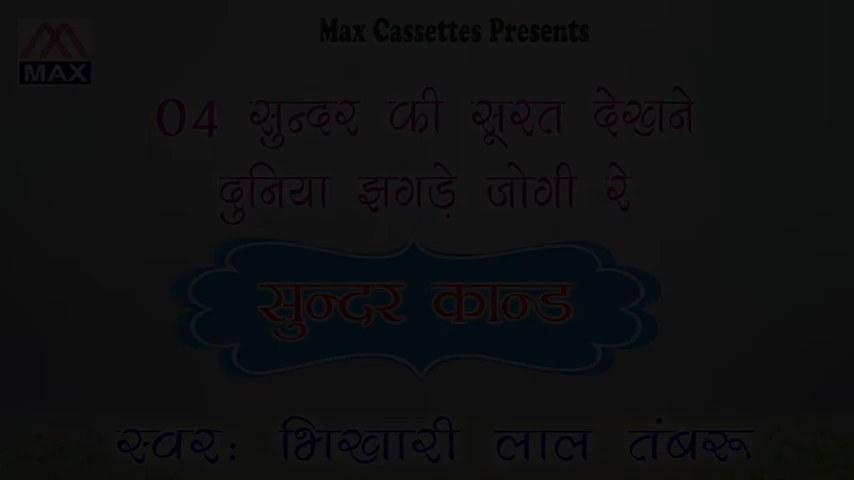 Max Cassettes Presents
MAX
04 सुन्दर की सूरत देखने
दुनिया झगड़े जोगी रे
सुन्दर कान्ड
स्वर: भिखारी लाल तंबरू